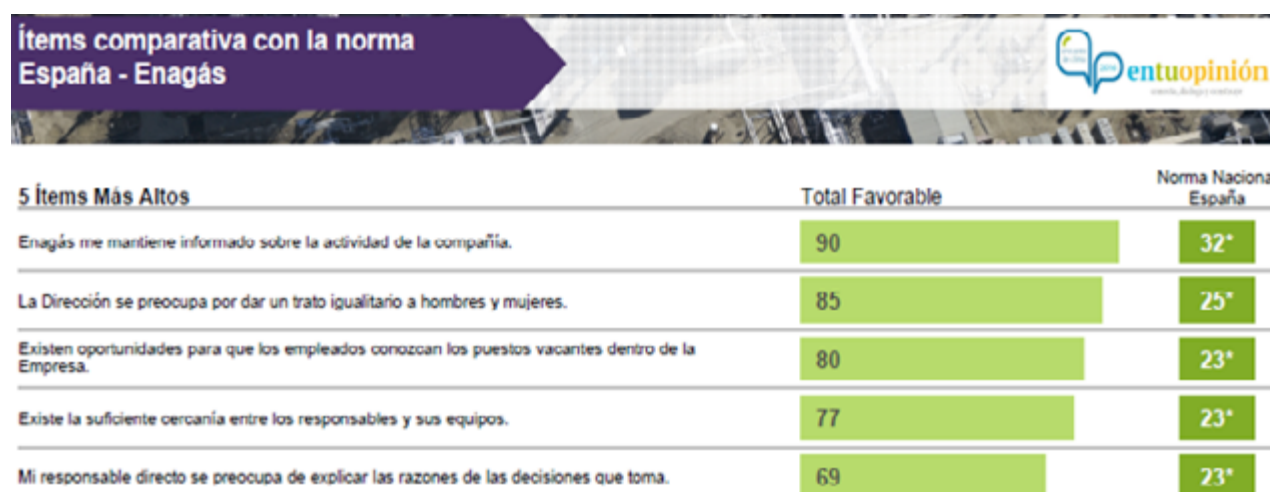 Ítems comparativa con la norma
España - Enagás
entuopinión
5 Ítems Más Altos
Total Favorable
Norma Naciona
España
Enagás me mantiene informado sobre la actividad de la compañía.
90
32*
La Dirección se preocupa por dar un trato igualitario a hombres y mujeres.
85
25*
Existen oportunidades para que los empleados conozcan los puestos vacantes dentro de la
Empresa.
80
23*
Existe la suficiente cercanía entre los responsables y sus equipos.
77
23*
Mi responsable directo se preocupa de explicar las razones de las decisiones que toma.
69
23*